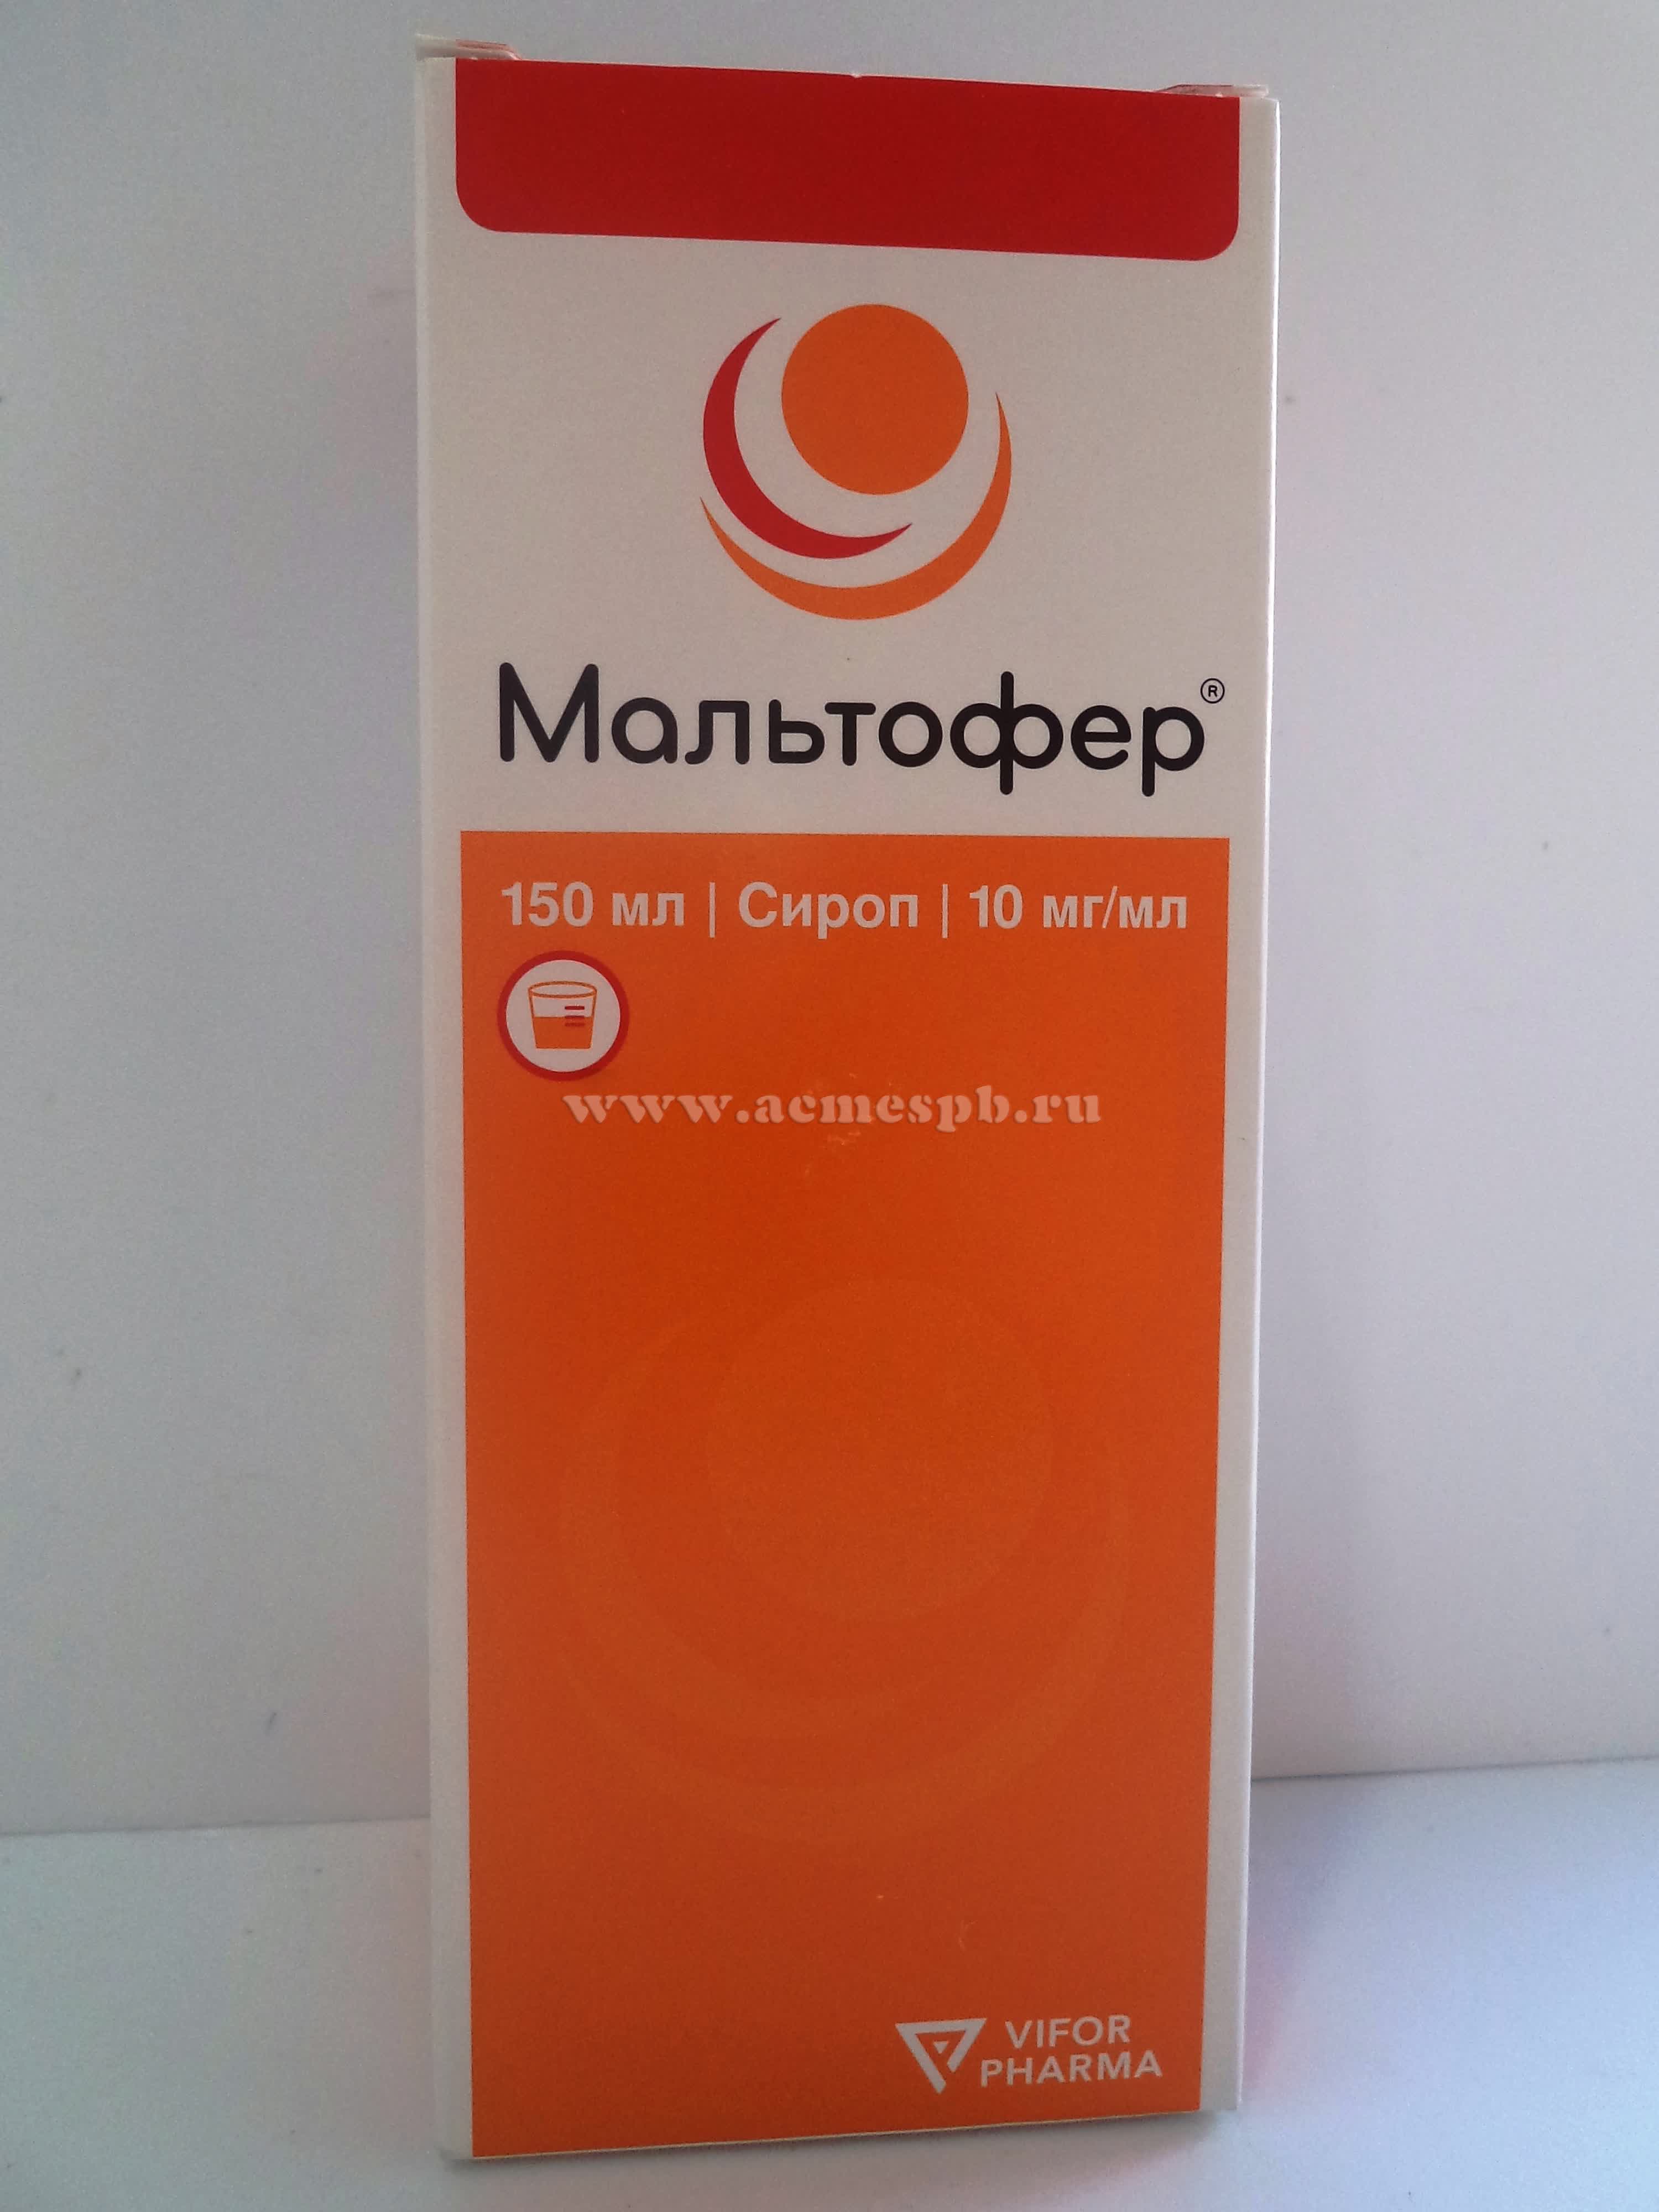 Мальтофер®
150 мл | Сироп | 10 мг/мл
www.acmespb.ru
VIFOR
PHARMA